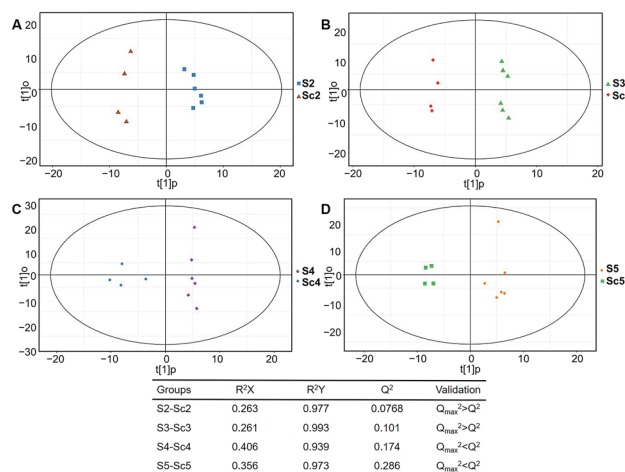 A
20
10
0
−10
−20
t[1]o
−20
−10
0
10
20
t[1]p
S2
Sc2
B
20
10
0
−10
−20
t[1]o
−20
−10
0
10
20
t[1]p
S3
Sc
C
30
20
10
0
−10
−20
−30
t[1]o
−20
−10
0
10
20
t[1]p
S4
Sc4
D
20
10
0
−10
−20
t[1]o
−20
−10
0
10
20
t[1]p
S5
Sc5
Groups R²X R²Y Q² Validation
S2-Sc2 0.263 0.977 0.0768 Qmax²>Q²
S3-Sc3 0.261 0.993 0.101 Qmax²>Q²
S4-Sc4 0.406 0.939 0.174 Qmax²<Q²
S5-Sc5 0.356 0.973 0.286 Qmax²<Q²